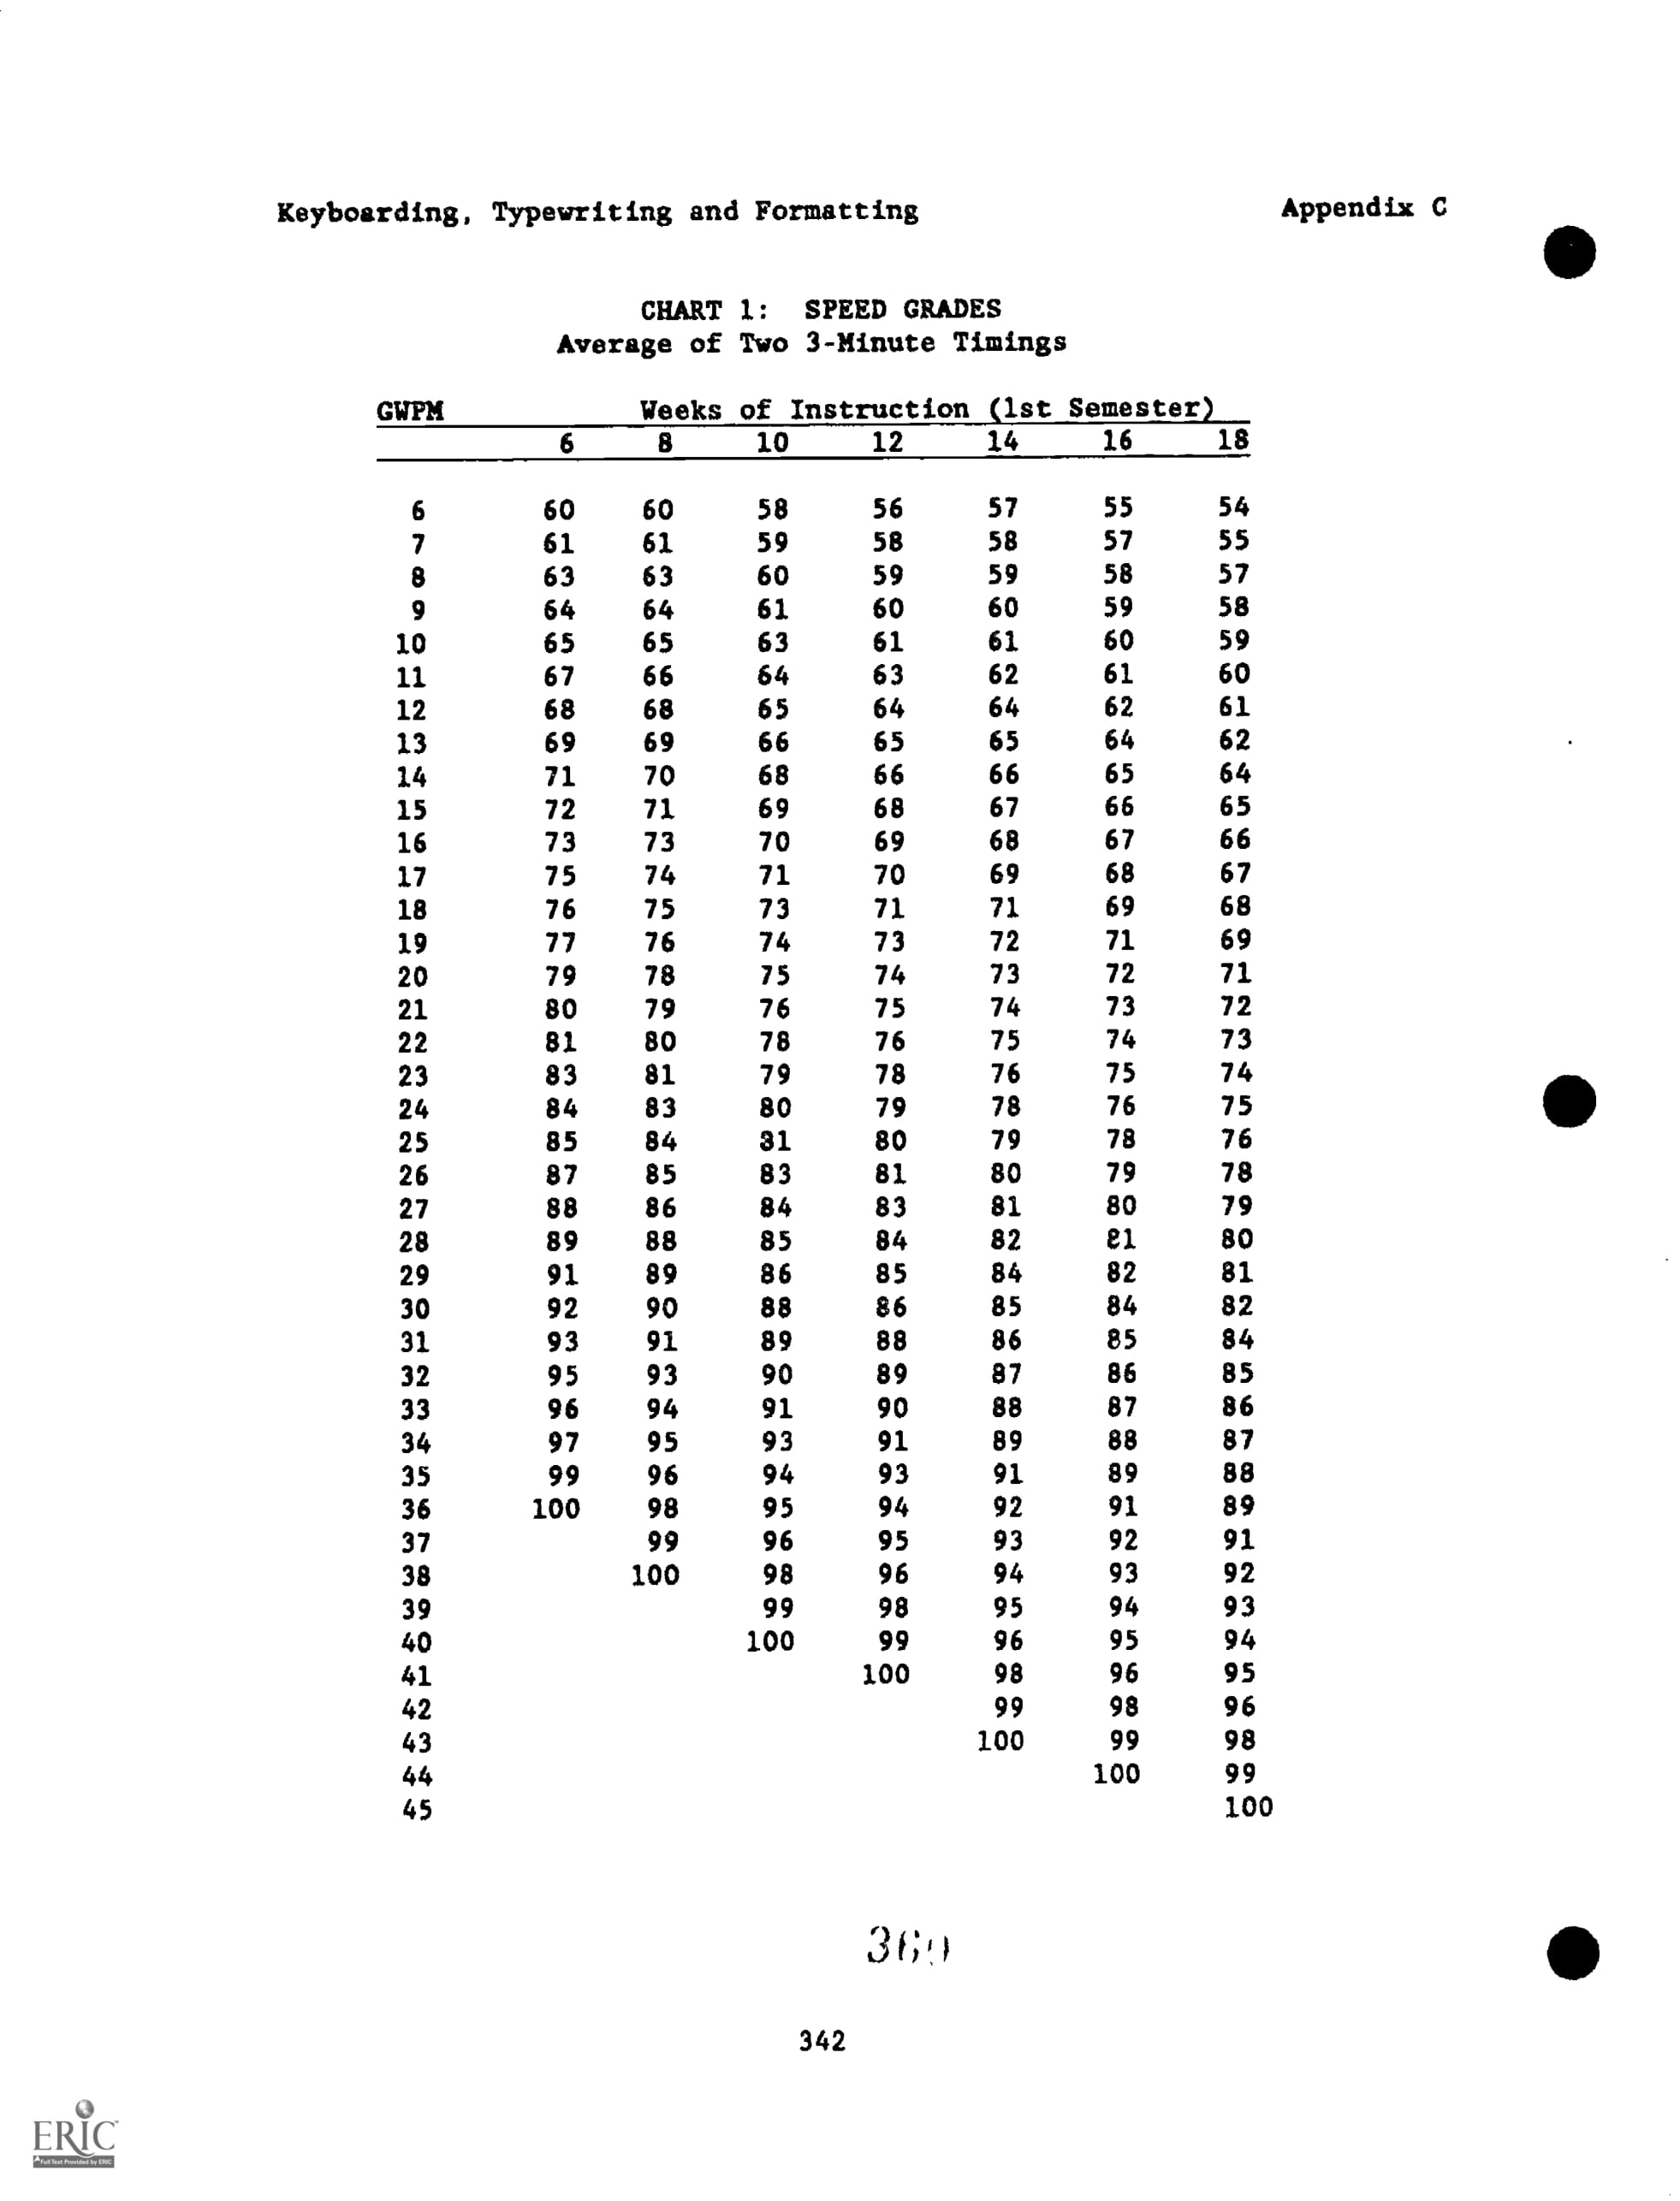 Keyboarding, Typewriting and Formatting Appendix C
CHART 1: SPEED GRADES
Average of Two 3-Minute Timings
GWPM Weeks of Instruction (1st Semester)
6 8 10 12 14 16 18
6 60 60 58 56 57 55 54
7 61 61 59 58 58 57 55
8 63 63 60 59 59 58 57
9 64 64 61 60 60 59 58
10 65 65 63 61 61 60 59
11 67 66 64 63 62 61 60
12 68 68 65 64 64 62 61
13 69 69 66 65 65 64 62
14 71 70 68 66 66 65 64
15 72 71 69 68 67 66 65
16 73 73 70 69 68 67 66
17 75 74 71 70 69 68 67
18 76 75 73 71 71 69 68
19 77 76 74 73 72 71 69
20 79 78 75 74 73 72 71
21 80 79 76 75 74 73 72
22 81 80 78 76 75 74 73
23 83 81 79 78 76 75 74
24 84 83 80 79 78 76 75
25 85 84 81 80 79 78 76
26 87 85 83 81 80 79 78
27 88 86 84 83 81 80 79
28 89 88 85 84 82 81 80
29 91 89 86 85 84 82 81
30 92 90 88 86 85 84 82
31 93 91 89 88 86 85 84
32 95 93 90 89 87 86 85
33 96 94 91 90 88 87 86
34 97 95 93 91 89 88 87
35 99 96 94 93 91 89 88
36 100 98 95 94 92 91 89
37 99 96 95 93 92 91
38 100 98 96 94 93 92
39 99 98 95 94 93
40 100 99 96 95 94
41 100 98 96 95
42 99 98 96
43 100 99 98
44 100 99
45 100
342
ERIC
Full Text Provided by ERIC